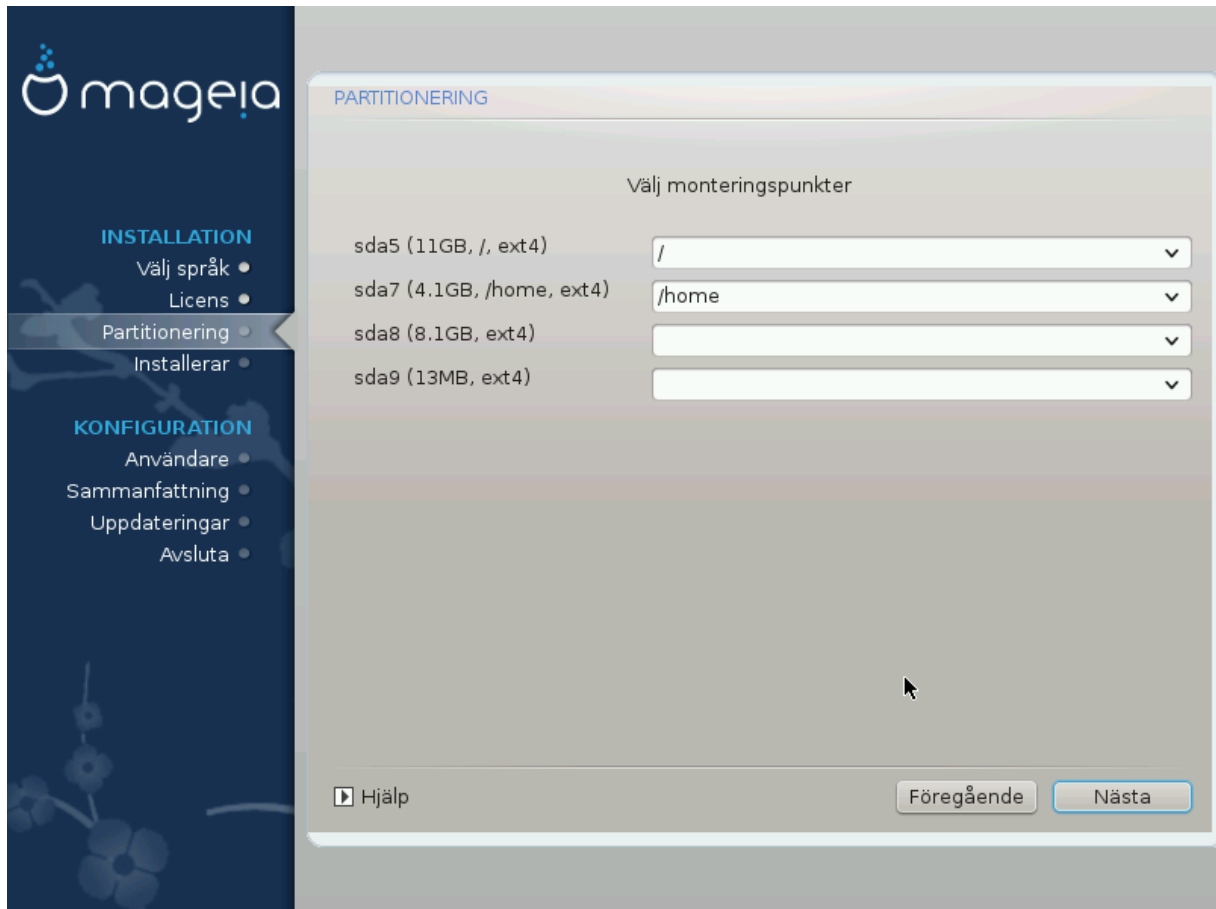 mageia
INSTALLATION
Välj språk
Licens
Partitionering
Installerar
KONFIGURATION
Användare
Sammanfattning
Uppdateringar
Avsluta
PARTITIONERING
Välj monteringspunkter
sda5 (11GB, /, ext4) /
sda7 (4.1GB, /home, ext4) /home
sda8 (8.1GB, ext4)
sda9 (13MB, ext4)
Hjälp Föregående Nästa